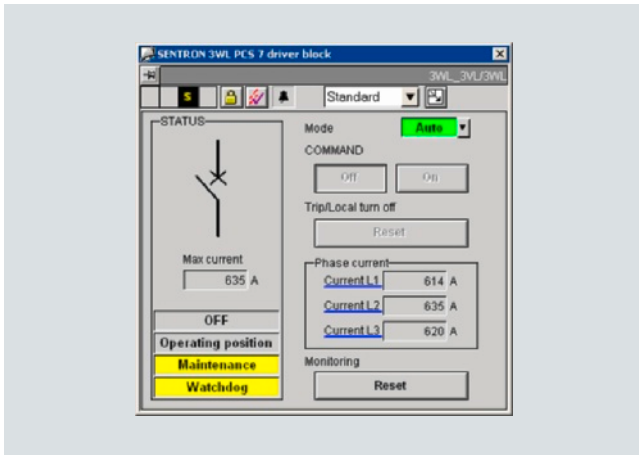 SENTRON 3WL PCS 7 driver block
3WL_3VL/3WL
S
Standard
STATUS
Max current
635 A
OFF
Operating position
Maintenance
Watchdog
Mode
Auto
COMMAND
Off
On
Trip/Local turn off
Reset
Phase current
Current L1 614 A
Current L2 635 A
Current L3 620 A
Monitoring
Reset